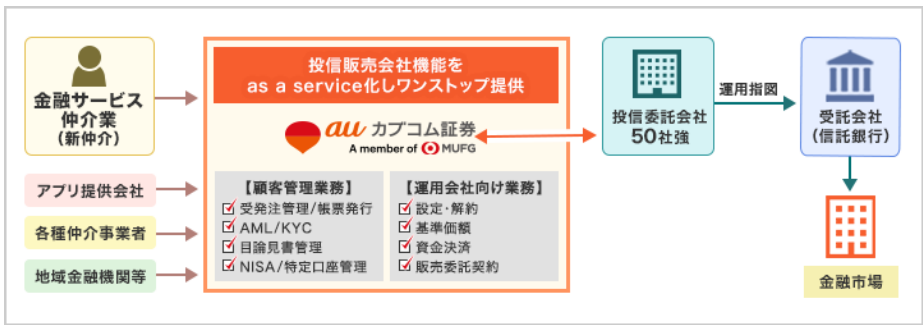 金融サービス
仲介業
(新仲介)
アプリ提供会社
各種仲介事業者
地域金融機関等
投信販売会社機能を
as a service化しワンストップ提供
au カブコム証券
A member of MUFG
【顧客管理業務】
受発注管理/帳票発行
AML/KYC
目論見書管理
NISA/特定口座管理
【運用会社向け業務】
設定・解約
基準価額
資金決済
販売委託契約
投信委託会社
50社強
運用指図
受託会社
(信託銀行)
金融市場